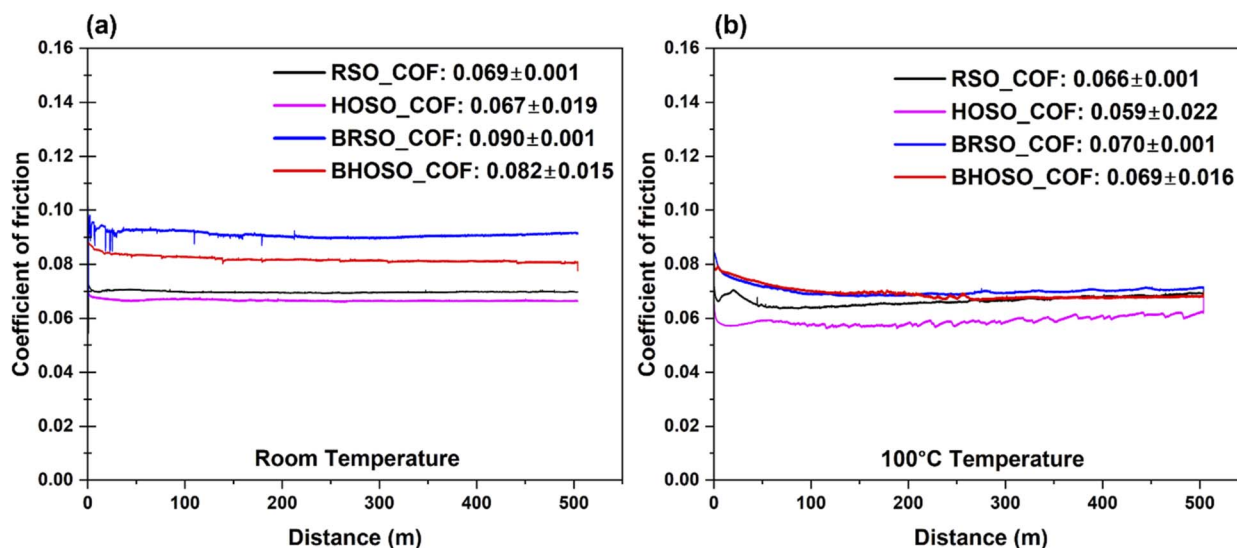 (a)
0.16
0.14
0.12
0.10
0.08
0.06
0.04
0.02
0.00
Coefficient of friction
RSO_COF: 0.069±0.001
HOSO_COF: 0.067±0.019
BRSO_COF: 0.090±0.001
BHOSO_COF: 0.082±0.015
Room Temperature
0 100 200 300 400 500
Distance (m)
(b)
0.16
0.14
0.12
0.10
0.08
0.06
0.04
0.02
0.00
Coefficient of friction
RSO_COF: 0.066±0.001
HOSO_COF: 0.059±0.022
BRSO_COF: 0.070±0.001
BHOSO_COF: 0.069±0.016
100°C Temperature
0 100 200 300 400 500
Distance (m)